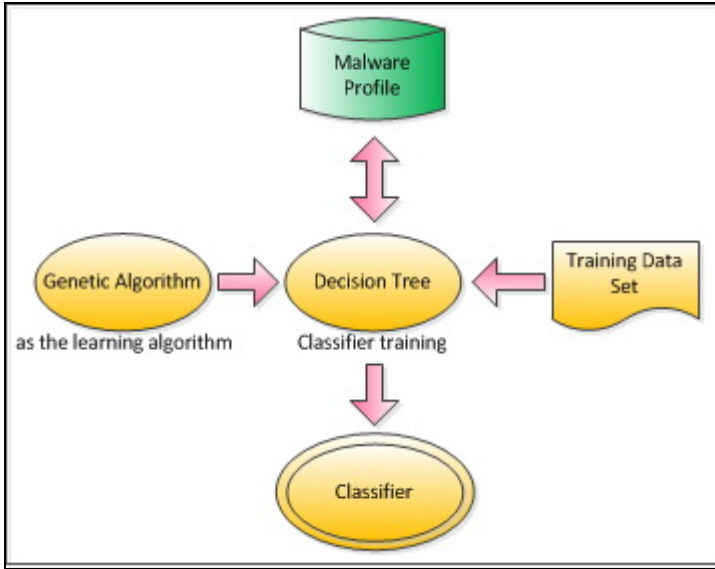 Malware
Profile
Genetic Algorithm
as the learning algorithm
Decision Tree
Classifier training
Training Data
Set
Classifier